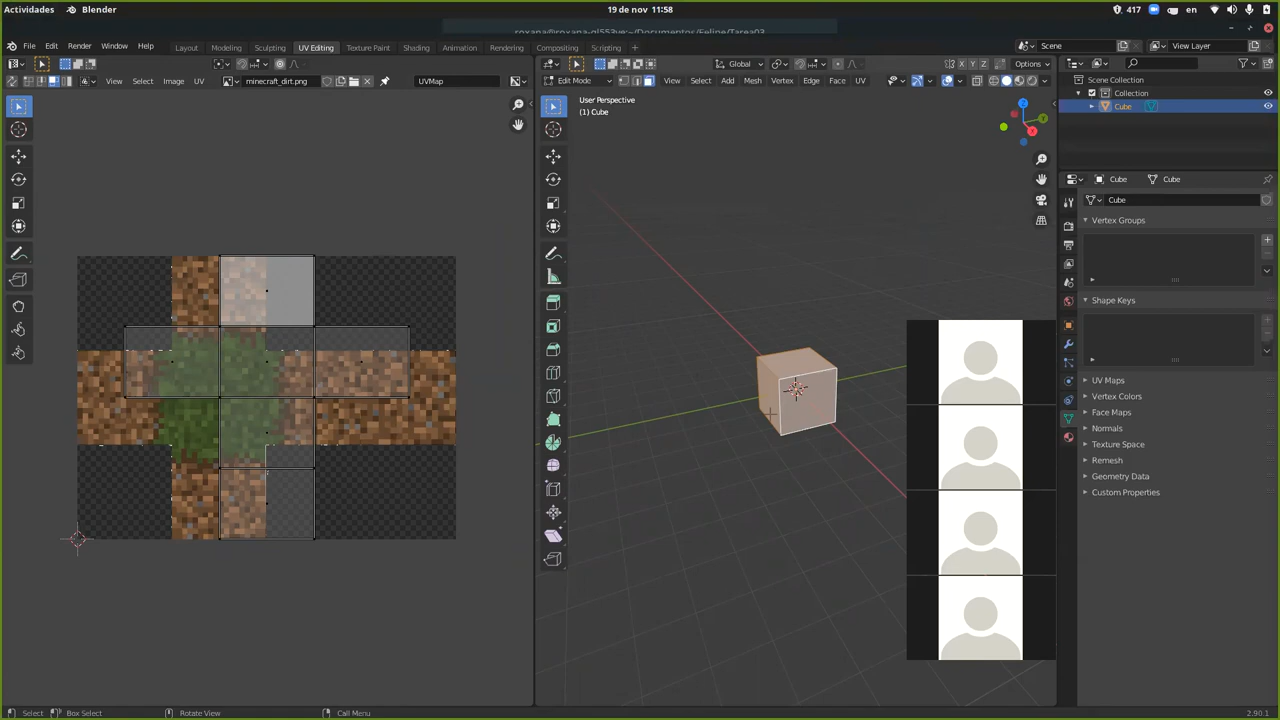 Actividades Blender 19 de nov 11:58 417 en
roxana@roxana-gl553ve:~/Documentos/Felipe/Tarea03
File Edit Render Window Help Layout Modeling Sculpting UV Editing Texture Paint Shading Animation Rendering Compositing Scripting Scene View Layer
Global Options
View Select Image UV minecraft_dirt.png UVMap Edit Mode View Select Add Mesh Vertex Edge Face UV
Scene Collection
Collection
Cube
User Perspective
(1) Cube
Z
Y
X
Cube Cube
Cube
Vertex Groups
Shape Keys
UV Maps
Vertex Colors
Face Maps
Normals
Texture Space
Remesh
Geometry Data
Custom Properties
Select Box Select Rotate View Call Menu 2.90.1